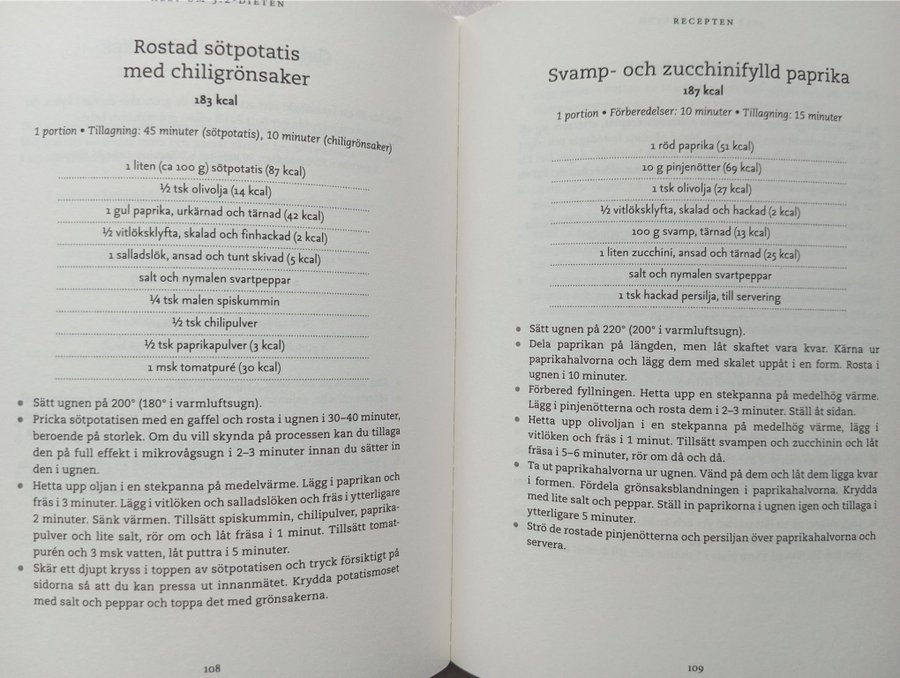 5:2-DIETEN
Rostad sötpotatis
med chiligrönsaker
183 kcal
1 portion • Tillagning: 45 minuter (sötpotatis), 10 minuter (chiligrönsaker)
1 liten (ca 100 g) sötpotatis (87 kcal)
½ tsk olivolja (14 kcal)
1 gul paprika, urkärnad och tärnad (42 kcal)
½ vitlöksklyfta, skalad och finhackad (2 kcal)
1 salladslök, ansad och tunt skivad (5 kcal)
salt och nymalen svartpeppar
¼ tsk malen spiskummin
½ tsk chilipulver
½ tsk paprikapulver (3 kcal)
1 msk tomatpuré (30 kcal)
• Sätt ugnen på 200° (180° i varmluftsugn).
• Pricka sötpotatisen med en gaffel och rosta i ugnen i 30–40 minuter,
beroende på storlek. Om du vill skynda på processen kan du tillaga
den på full effekt i mikrovågsugn i 2–3 minuter innan du sätter in
den i ugnen.
• Hetta upp oljan i en stekpanna på medelvärme. Lägg i paprikan och
fräs i 3 minuter. Lägg i vitlöken och salladslöken och fräs i ytterligare
2 minuter. Sänk värmen. Tillsätt spiskummin, chilipulver, paprika-
pulver och lite salt, rör om och låt fräsa i 1 minut. Tillsätt tomat-
purén och 3 msk vatten, låt puttra i 5 minuter.
• Skär ett djupt kryss i toppen av sötpotatisen och tryck försiktigt på
sidorna så att du kan pressa ut innanmätet. Krydda potatismoset
med salt och peppar och toppa det med grönsakerna.
108
RECEPTEN
Svamp- och zucchinifylld paprika
187 kcal
1 portion • Förberedelser: 10 minuter • Tillagning: 15 minuter
1 röd paprika (51 kcal)
10 g pinjenötter (69 kcal)
1 tsk olivolja (27 kcal)
½ vitlöksklyfta, skalad och hackad (2 kcal)
100 g svamp, tärnad (13 kcal)
1 liten zucchini, ansad och tärnad (25 kcal)
salt och nymalen svartpeppar
1 tsk hackad persilja, till servering
• Sätt ugnen på 220° (200° i varmluftsugn).
• Dela paprikan på längden, men låt skaftet vara kvar. Kärna ur
paprikahalvorna och lägg dem med skalet uppåt i en form. Rosta i
ugnen i 10 minuter.
• Förbered fyllningen. Hetta upp en stekpanna på medelhög värme.
Lägg i pinjenötterna och rosta dem i 2–3 minuter. Ställ åt sidan.
• Hetta upp olivoljan i en stekpanna på medelhög värme, lägg i
vitlöken och fräs i 1 minut. Tillsätt svampen och zucchinin och låt
fräsa i 5–6 minuter, rör om då och då.
• Ta ut paprikahalvorna ur ugnen. Vänd på dem och låt dem ligga kvar
i formen. Fördela grönsaksblandningen i paprikahalvorna. Krydda
med lite salt och peppar. Ställ in paprikorna i ugnen igen och tillaga i
ytterligare 5 minuter.
• Strö de rostade pinjenötterna och persiljan över paprikahalvorna och
servera.
109